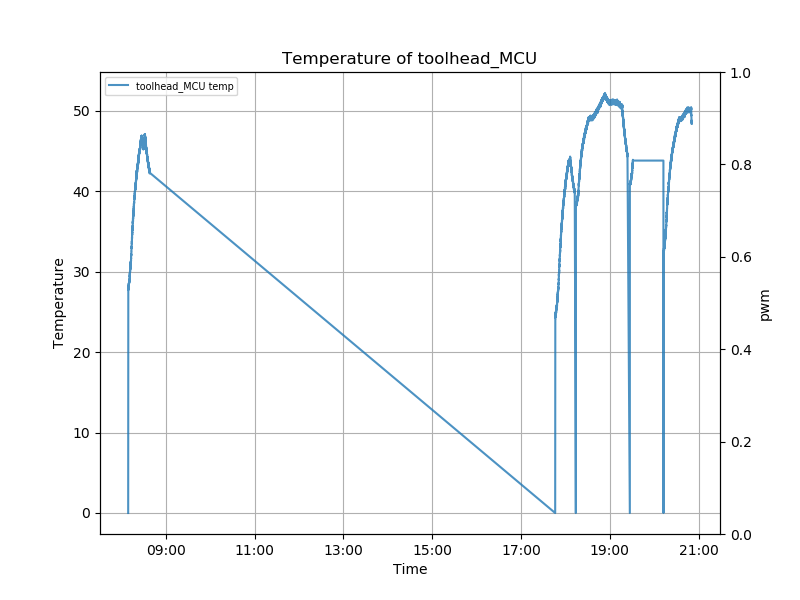 Temperature of toolhead_MCU
toolhead_MCU temp
Temperature
50
40
30
20
10
0
1.0
0.8
0.6
0.4
0.2
0.0
pwm
09:00 11:00 13:00 15:00 17:00 19:00 21:00
Time